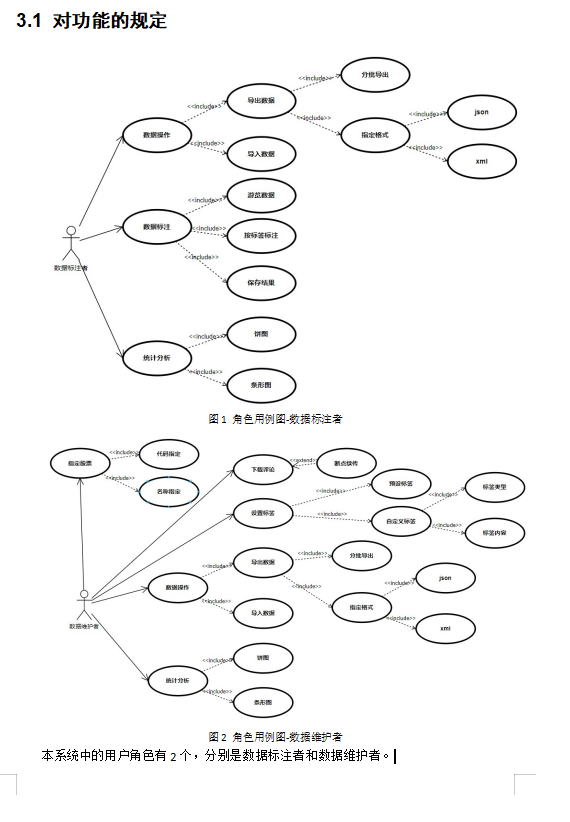 3.1 对功能的规定
分批导出
<<include>>
导出数据
json
<<include>>
<<include>>
<<include>>
指定格式
数据操作
<<include>>
<<include>>
导入数据
xml
游览数据
<<include>>
数据标注
<<include>>
按标签标注
<<include>>
数据标注者
保存结果
<<include>>
饼图
统计分析
<<include>>
条形图
图 1 角色用例图-数据标注者
代码指定
<<include>>
指定股票
<<include>>
名称指定
下载评论
<<extend>>
断点续传
预设标签
标签类型
<<include>>
<<include>>
设置标签
<<include>>
自定义标签
<<include>>
标签内容
<<include>>
分批导出
导出数据
<<include>>
json
数据操作
<<include>>
<<include>>
指定格式
<<include>>
导入数据
<<include>>
xml
数据维护者
饼图
<<include>>
统计分析
<<include>>
条形图
图 2 角色用例图-数据维护者
本系统中的用户角色有 2 个，分别是数据标注者和数据维护者。